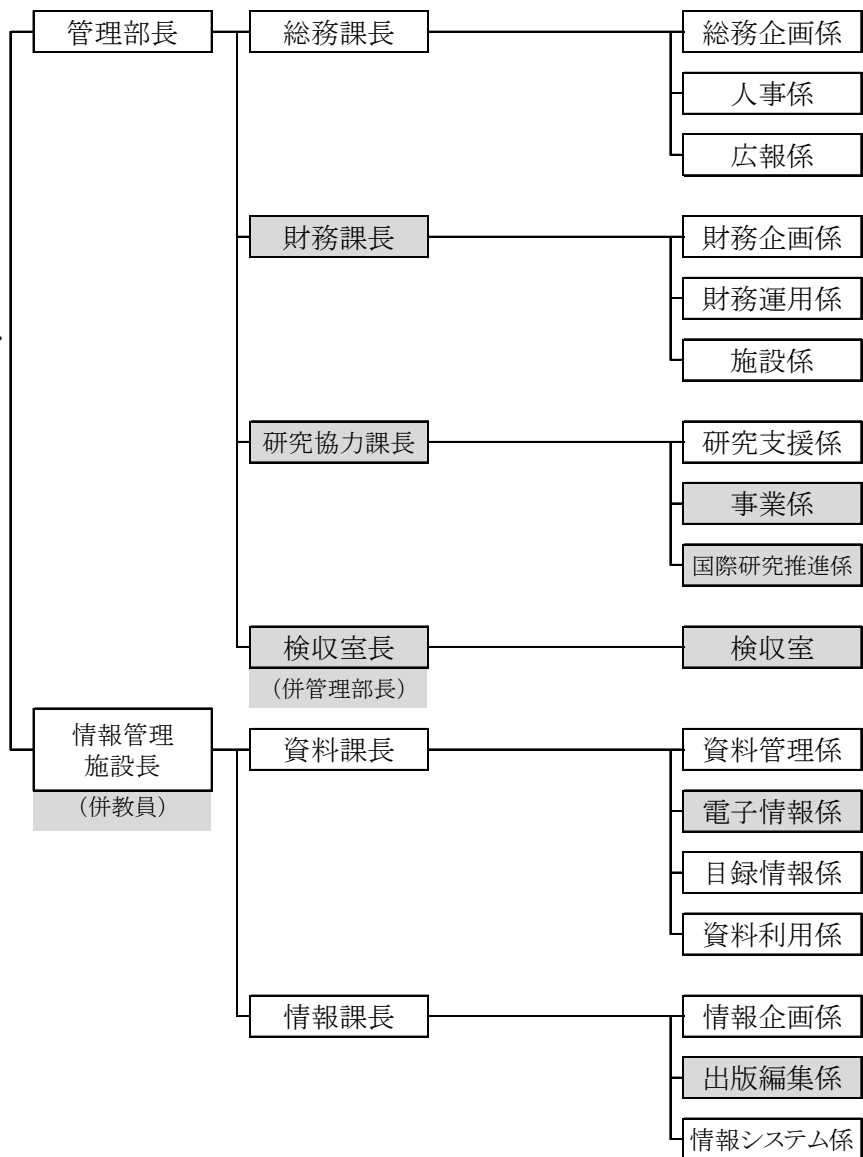 管理部長
総務課長
総務企画係
人事係
広報係
財務課長
財務企画係
財務運用係
施設係
研究協力課長
研究支援係
事業係
国際研究推進係
検収室長
(併管理部長)
検収室
情報管理
施設長
(併教員)
資料課長
資料管理係
電子情報係
目録情報係
資料利用係
情報課長
情報企画係
出版編集係
情報システム係